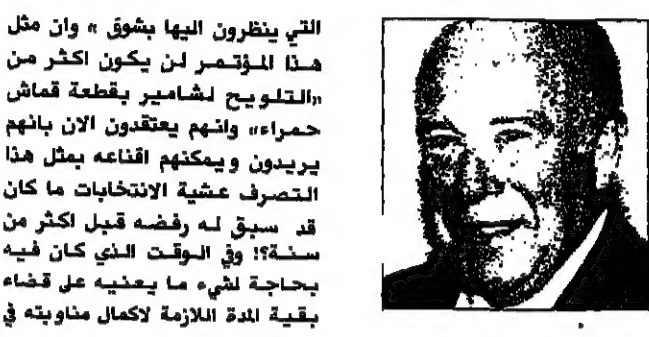 التي ينظرون اليها بشوق » وان مثل
هذا المؤتمر لن يكون اكثر من
«التلويح لشامير بقطعة قماش
حمراء» وانهم يعتقدون الان بانهم
يريدون ويمكنهم اقناعه بمثل هذا
التصرف عشية الانتخابات ما كان
قد سبق له رفضه قبل اكثر من
سنة؟! وفي الوقت الذي كان فيه
بحاجة لشيء ما يعنيه على قضاء
بقية المدة اللازمة لاكمال مناوبته في